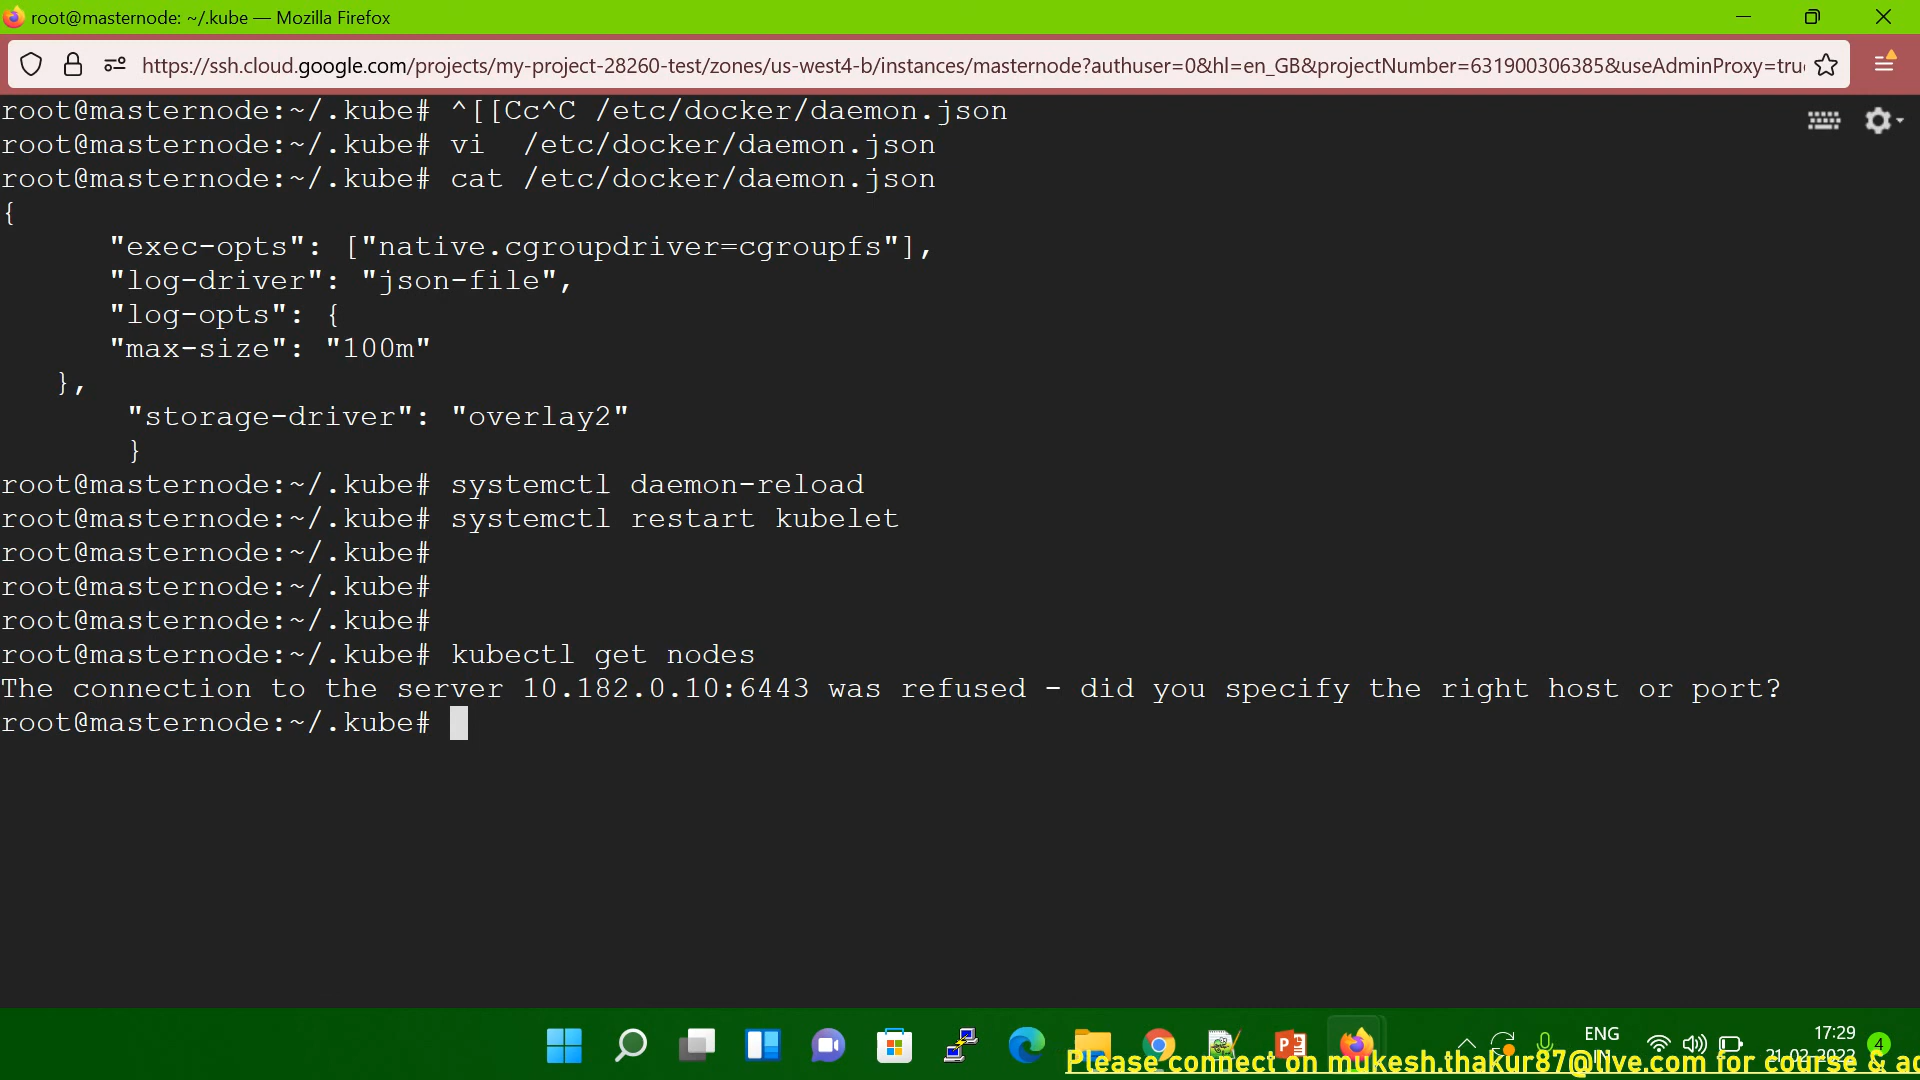 root@masternode: ~/.kube — Mozilla Firefox
https://ssh.cloud.google.com/projects/my-project-28260-test/zones/us-west4-b/instances/masternode?authuser=0&hl=en_GB&projectNumber=631900306385&useAdminProxy=tru
root@masternode:~/.kube# ^[[Cc^C /etc/docker/daemon.json
root@masternode:~/.kube# vi  /etc/docker/daemon.json
root@masternode:~/.kube# cat /etc/docker/daemon.json
{
      "exec-opts": ["native.cgroupdriver=cgroupfs"],
      "log-driver": "json-file",
      "log-opts": {
      "max-size": "100m"
   },
       "storage-driver": "overlay2"
       }
root@masternode:~/.kube# systemctl daemon-reload
root@masternode:~/.kube# systemctl restart kubelet
root@masternode:~/.kube#
root@masternode:~/.kube#
root@masternode:~/.kube#
root@masternode:~/.kube# kubectl get nodes
The connection to the server 10.182.0.10:6443 was refused - did you specify the right host or port?
root@masternode:~/.kube#
ENG
17:29
4
21-02-2022
Please connect on mukesh.thakur87@live.com for course &